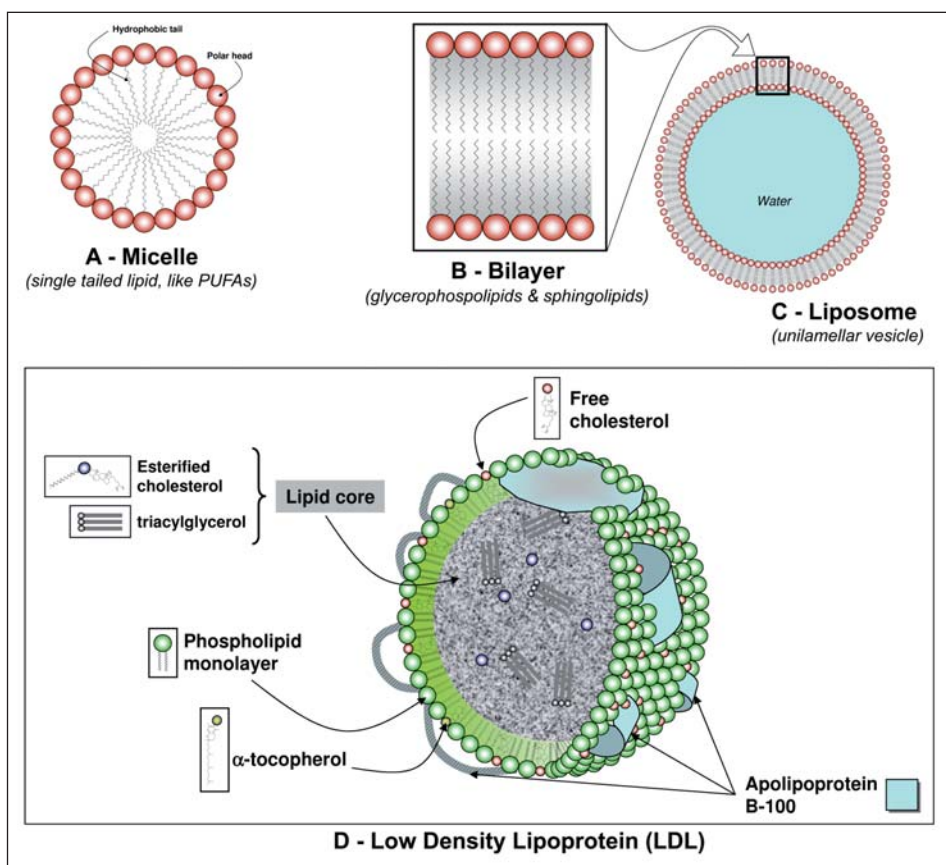 Hydrophobic tail
Polar head
A - Micelle
(single tailed lipid, like PUFAs)
B - Bilayer
(glycerophospolipids & sphingolipids)
Water
C - Liposome
(unilamellar vesicle)
Free
cholesterol
Esterified
cholesterol
triacylglycerol
Lipid core
Phospholipid
monolayer
α-tocopherol
Apolipoprotein
B-100
D - Low Density Lipoprotein (LDL)